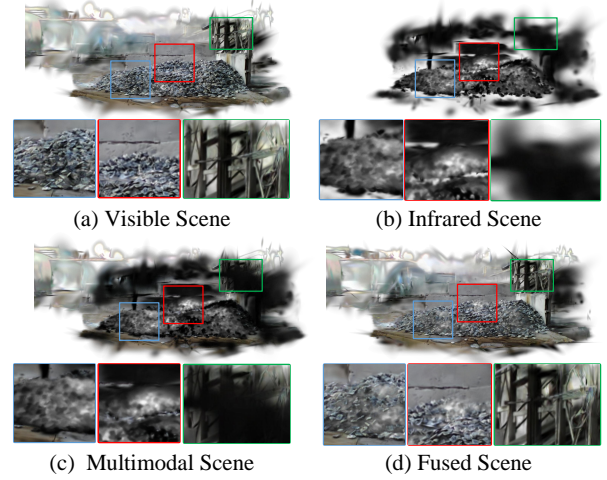 (a) Visible Scene
(b) Infrared Scene
(c) Multimodal Scene
(d) Fused Scene